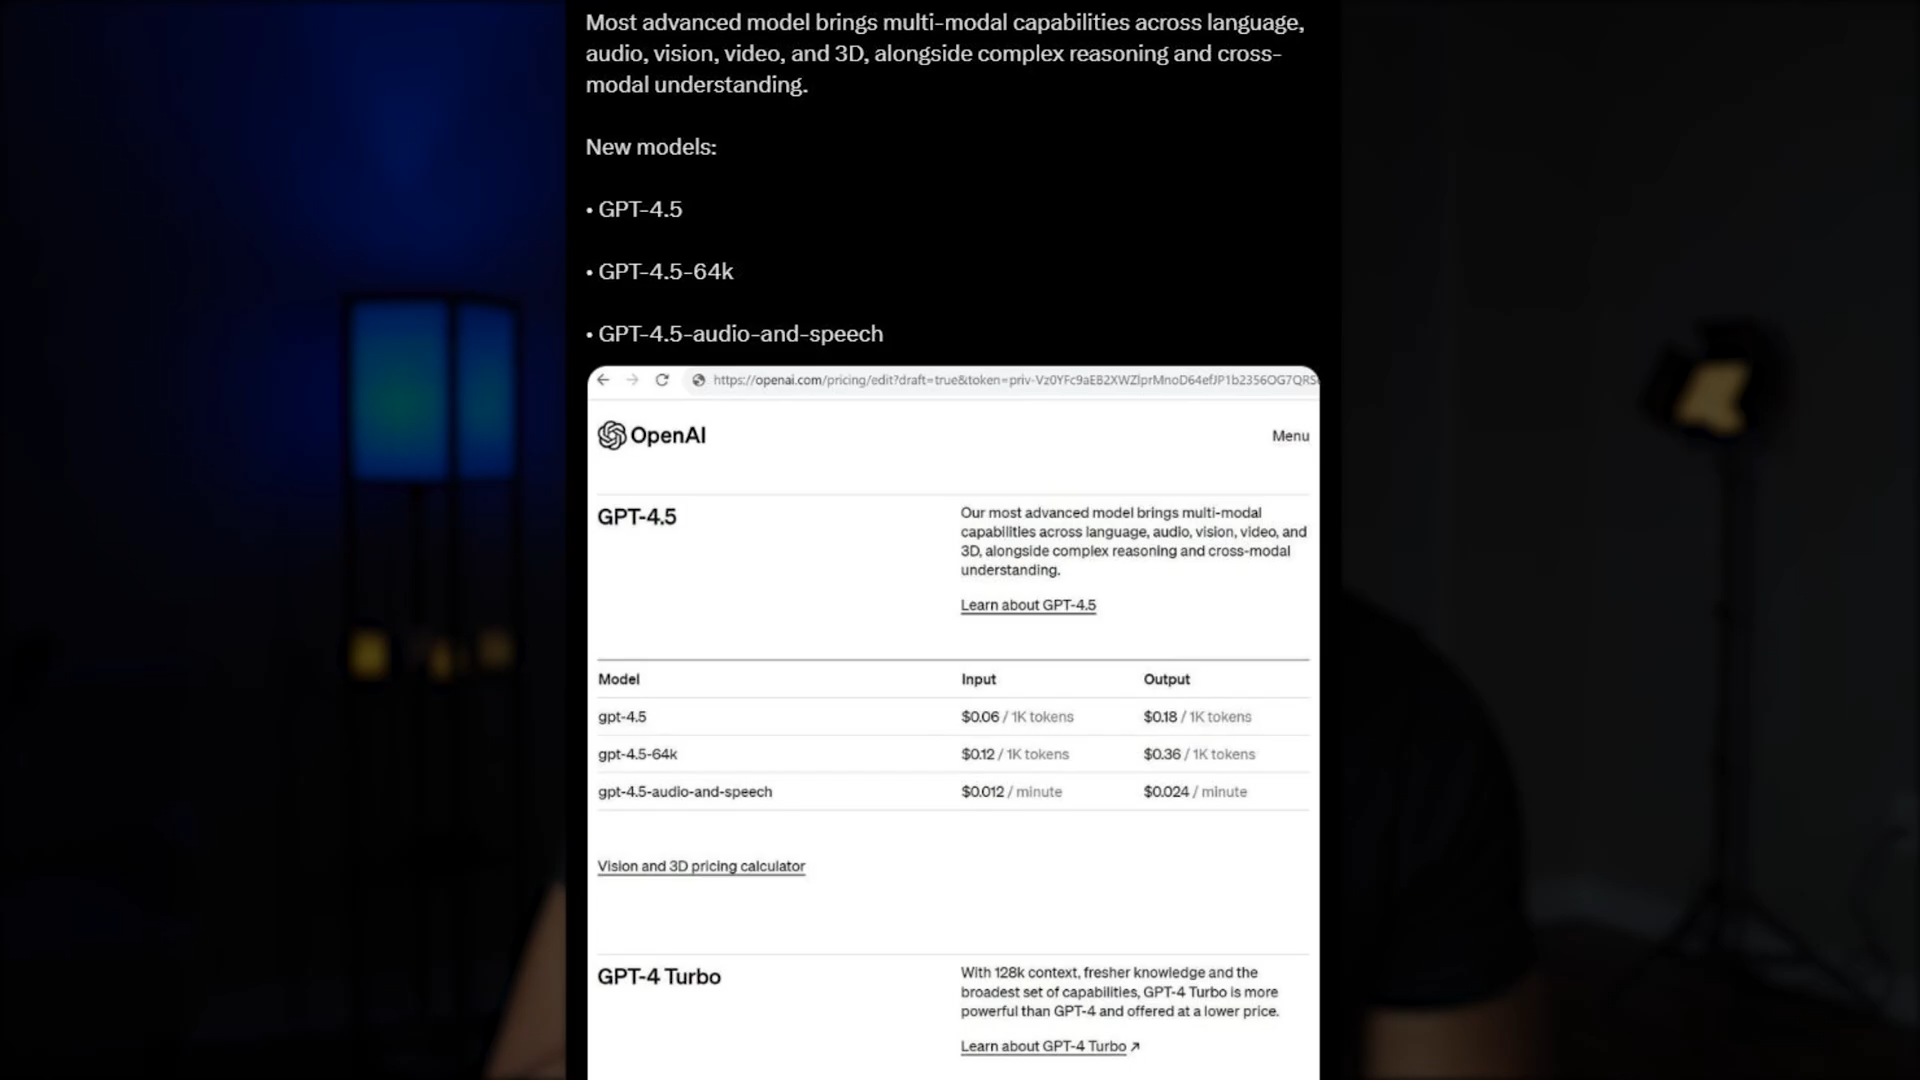 Most advanced model brings multi-modal capabilities across language,
audio, vision, video, and 3D, alongside complex reasoning and cross-
modal understanding.
New models:
• GPT-4.5
• GPT-4.5-64k
• GPT-4.5-audio-and-speech
https://openai.com/pricing/edit?draft=true&token=priv-Vz0YFc9aEB2XWZlprMnoD64efJP1b2356OG7QRS
OpenAI
Menu
GPT-4.5
Our most advanced model brings multi-modal
capabilities across language, audio, vision, video, and
3D, alongside complex reasoning and cross-modal
understanding.
Learn about GPT-4.5
Model Input Output
gpt-4.5 $0.06 / 1K tokens $0.18 / 1K tokens
gpt-4.5-64k $0.12 / 1K tokens $0.36 / 1K tokens
gpt-4.5-audio-and-speech $0.012 / minute $0.024 / minute
Vision and 3D pricing calculator
GPT-4 Turbo
With 128k context, fresher knowledge and the
broadest set of capabilities, GPT-4 Turbo is more
powerful than GPT-4 and offered at a lower price.
Learn about GPT-4 Turbo ↗